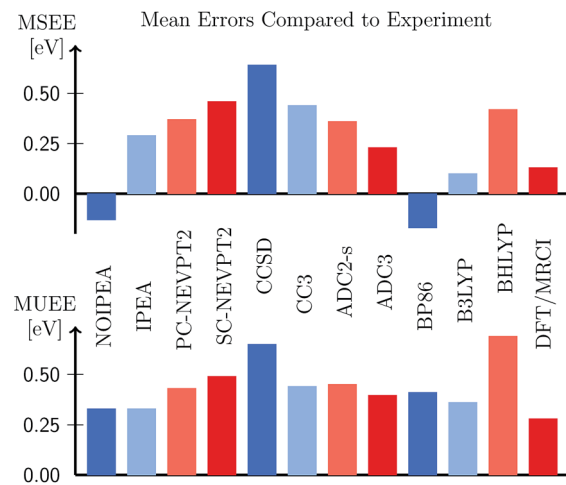 MSEE
[eV]
Mean Errors Compared to Experiment
0.50
0.25
0.00
NOIPEA
IPEA
PC-NEVPT2
SC-NEVPT2
CCSD
CC3
ADC2-s
ADC3
BP86
B3LYP
BHLYP
DFT/MRCI
MUEE
[eV]
0.50
0.25
0.00